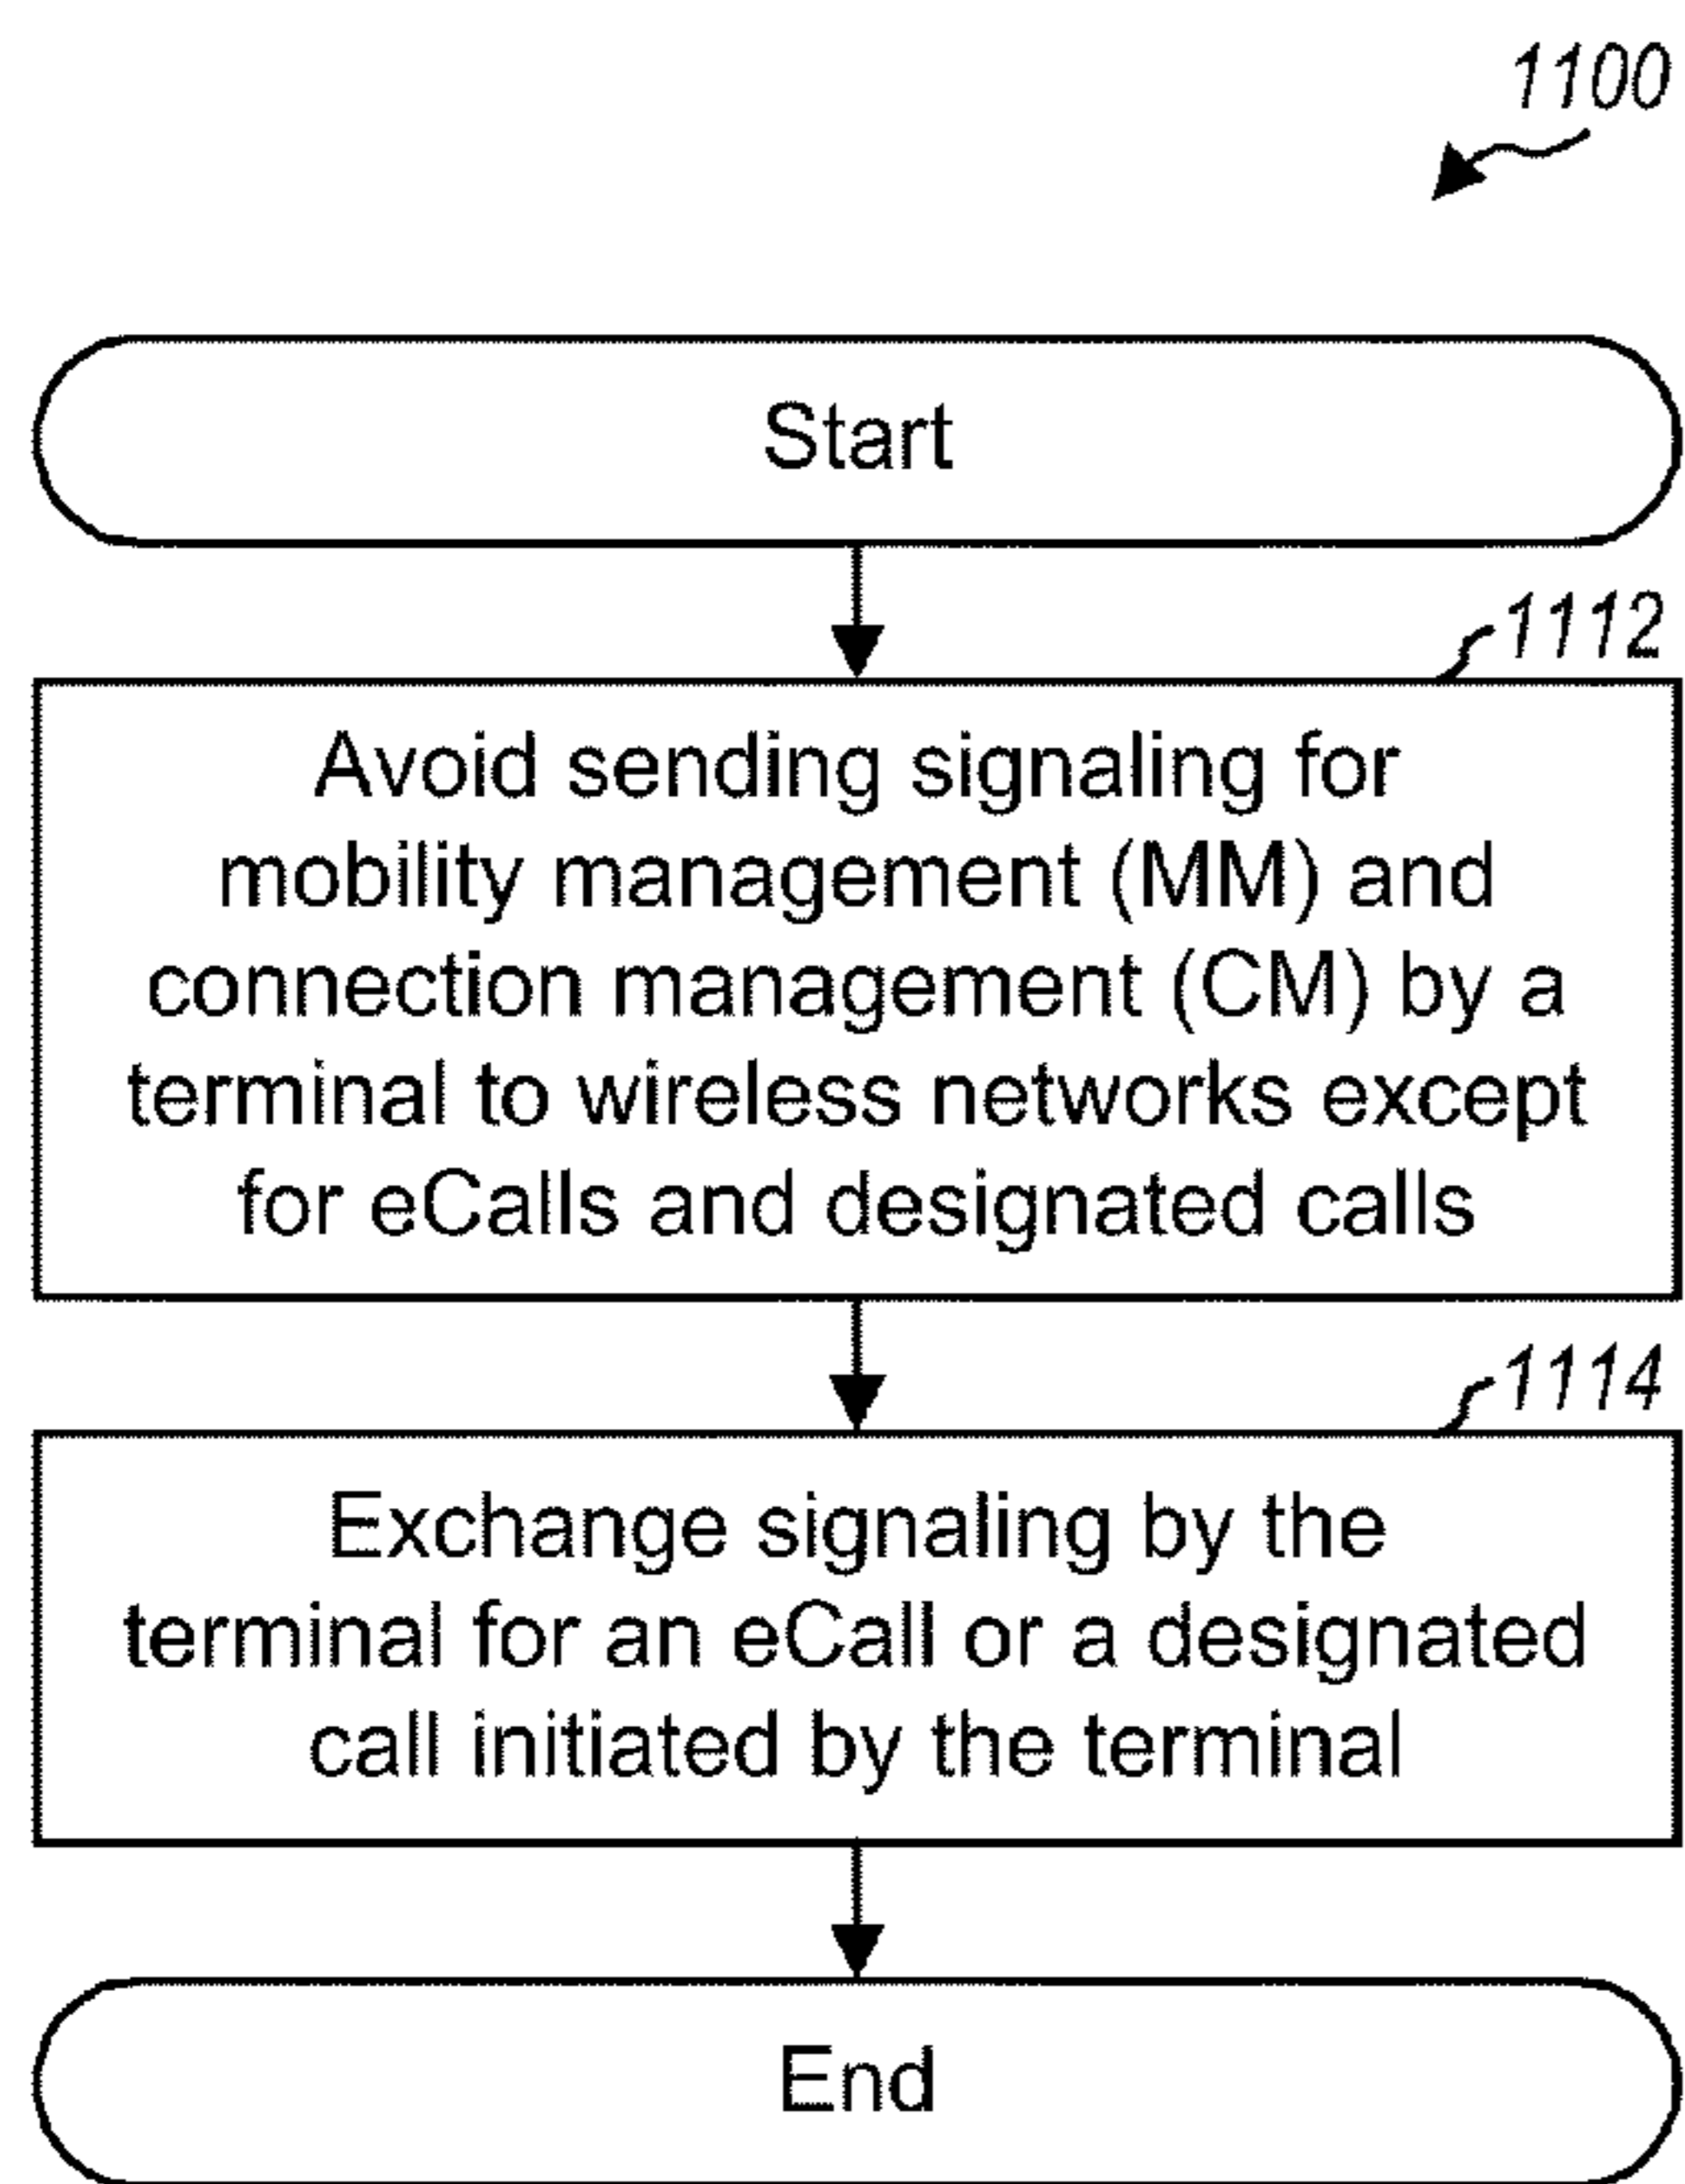 1100
Start
1112
Avoid sending signaling for
mobility management (MM) and
connection management (CM) by a
terminal to wireless networks except
for eCalls and designated calls
1114
Exchange signaling by the
terminal for an eCall or a designated
call initiated by the terminal
End